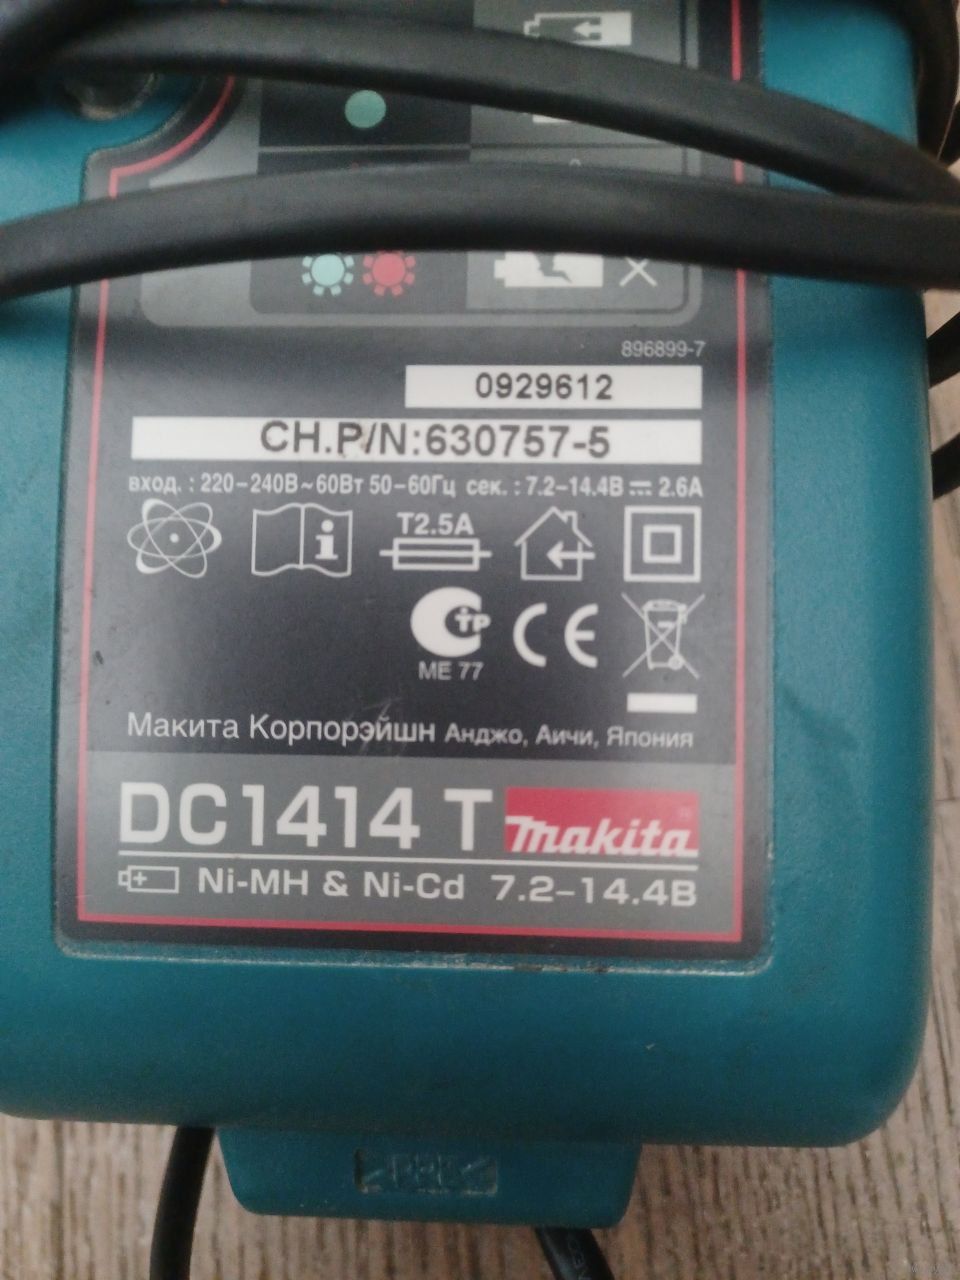 896899-7
0929612
CH.P/N:630757-5
вход. : 220-240В ~ 60Вт 50-60Гц сек. : 7.2-14.4В ⎓ 2.6А
T2.5A
i
СТР
CE
ME 77
Макита Корпорэйшн Анджо, Аичи, Япония
DC1414 T makita
Ni-MH & Ni-Cd 7.2-14.4В